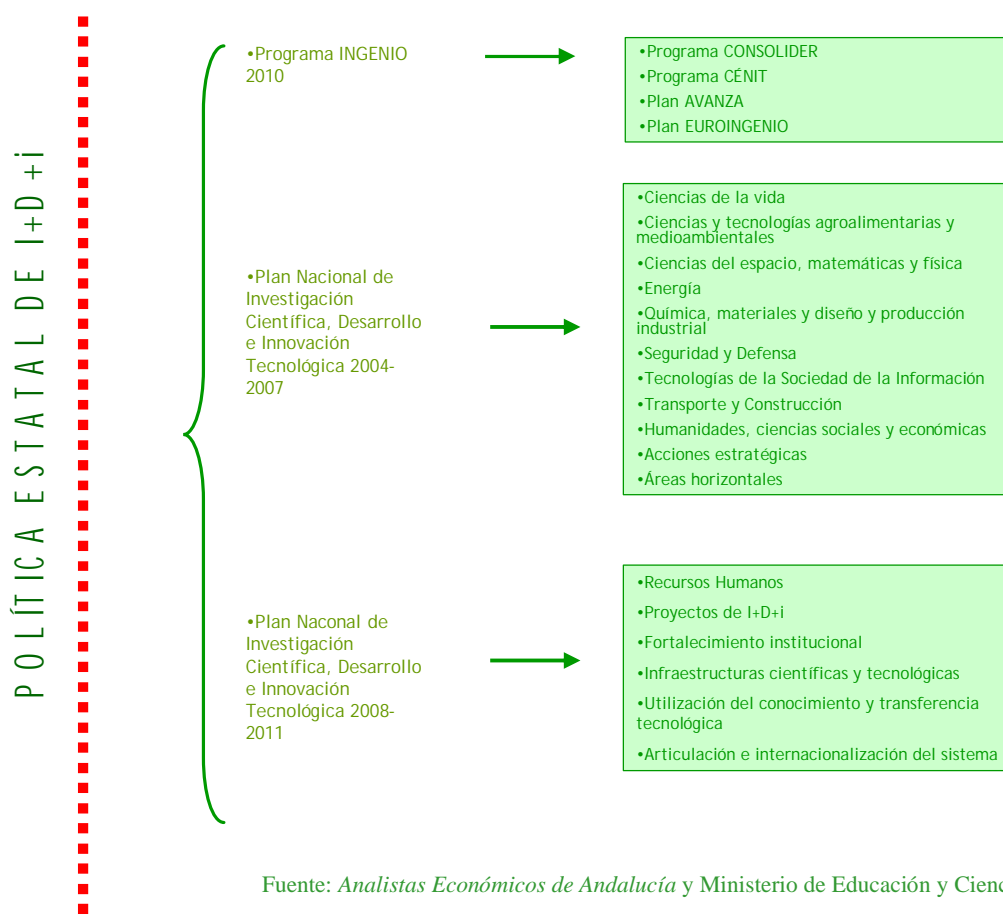 POLÍTICA ESTATAL DE I+D+i
•Programa INGENIO
2010
•Programa CONSOLIDER
•Programa CÉNIT
•Plan AVANZA
•Plan EUROINGENIO
•Plan Nacional de
Investigación
Científica, Desarrollo
e Innovación
Tecnológica 2004-
2007
•Ciencias de la vida
•Ciencias y tecnologías agroalimentarias y
medioambientales
•Ciencias del espacio, matemáticas y física
•Energía
•Química, materiales y diseño y producción
industrial
•Seguridad y Defensa
•Tecnologías de la Sociedad de la Información
•Transporte y Construcción
•Humanidades, ciencias sociales y económicas
•Acciones estratégicas
•Áreas horizontales
•Plan Naconal de
Investigación
Científica, Desarrollo
e Innovación
Tecnológica 2008-
2011
•Recursos Humanos
•Proyectos de I+D+i
•Fortalecimiento institucional
•Infraestructuras científicas y tecnológicas
•Utilización del conocimiento y transferencia
tecnológica
•Articulación e internacionalización del sistema
Fuente: Analistas Económicos de Andalucía y Ministerio de Educación y